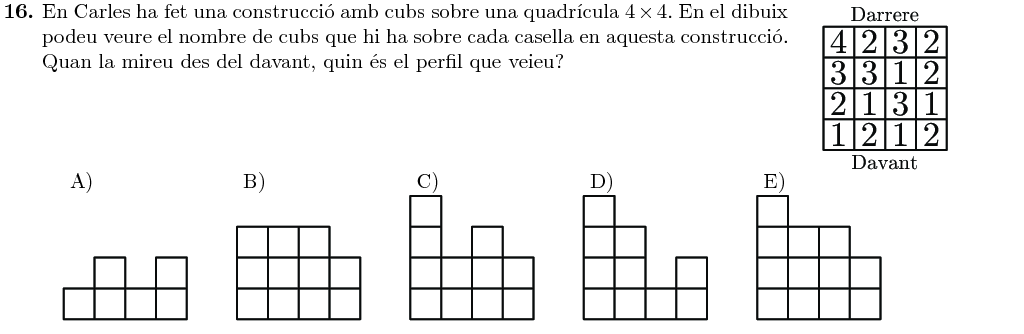 16. En Carles ha fet una construcció amb cubs sobre una quadrícula 4 × 4. En el dibuix
podeu veure el nombre de cubs que hi ha sobre cada casella en aquesta construcció.
Quan la mireu des del davant, quin és el perfil que veieu?
Darrere
4 2 3 2
3 3 1 2
2 1 3 1
1 2 1 2
Davant
A) B) C) D) E)